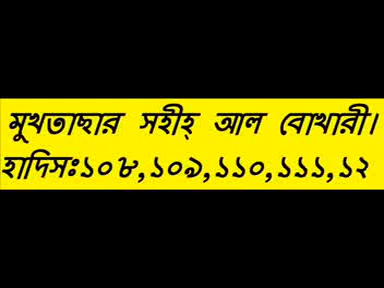 মুখতাছার সহীহ্ আল বোখারী।
হাদিসঃ১০৮,১০৯,১১০,১১১,১২